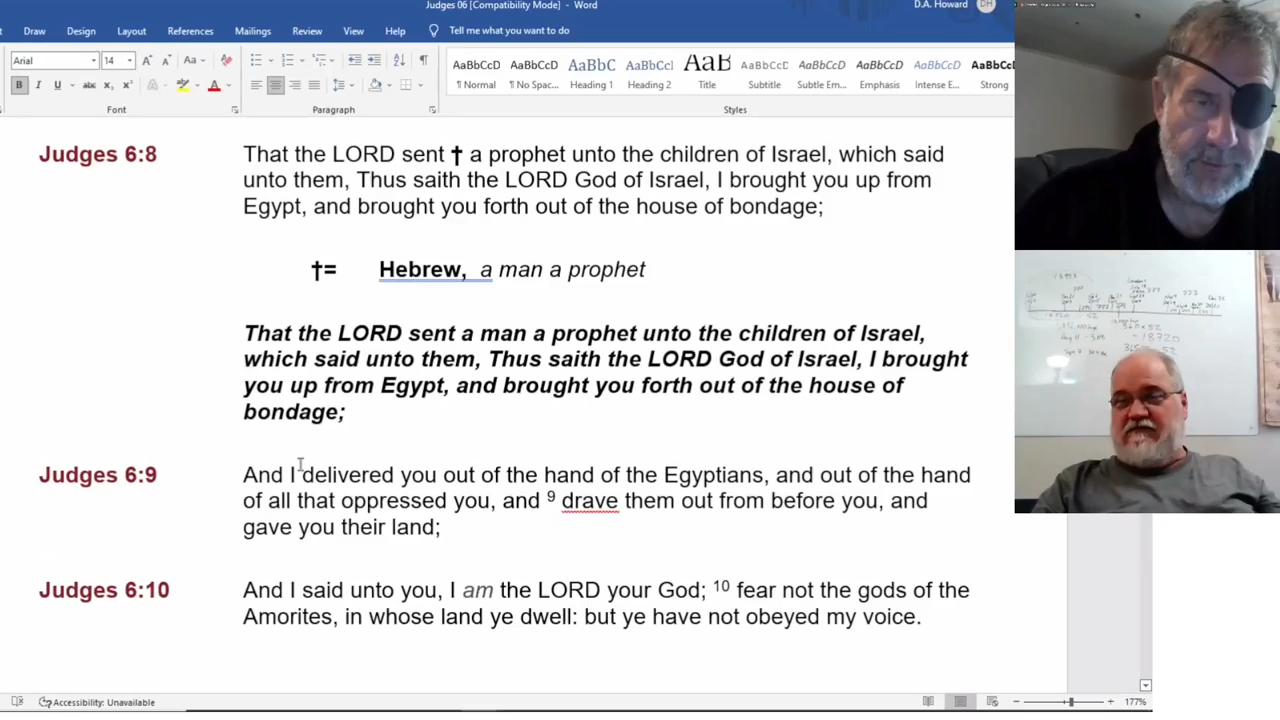 Judges 06 [Compatibility Mode] - Word
D.A. Howard DH
Draw Design Layout References Mailings Review View Help Tell me what you want to do
Arial 14
AaBbCcD AaBbCcD AaBbC AaBbCcl AaB AaBbCcD AaBbCcD AaBbCcD AaBbCcD AaBbCcl
¶ Normal ¶ No Spac... Heading 1 Heading 2 Title Subtitle Subtle Em... Emphasis Intense E... Strong
Font Paragraph Styles
Judges 6:8 That the LORD sent † a prophet unto the children of Israel, which said
unto them, Thus saith the LORD God of Israel, I brought you up from
Egypt, and brought you forth out of the house of bondage;
†= Hebrew, a man a prophet
That the LORD sent a man a prophet unto the children of Israel,
which said unto them, Thus saith the LORD God of Israel, I brought
you up from Egypt, and brought you forth out of the house of
bondage;
Judges 6:9 And I delivered you out of the hand of the Egyptians, and out of the hand
of all that oppressed you, and 9 drave them out from before you, and
gave you their land;
Judges 6:10 And I said unto you, I am the LORD your God; 10 fear not the gods of the
Amorites, in whose land ye dwell: but ye have not obeyed my voice.
Accessibility: Unavailable 177%
360 x 52
18720